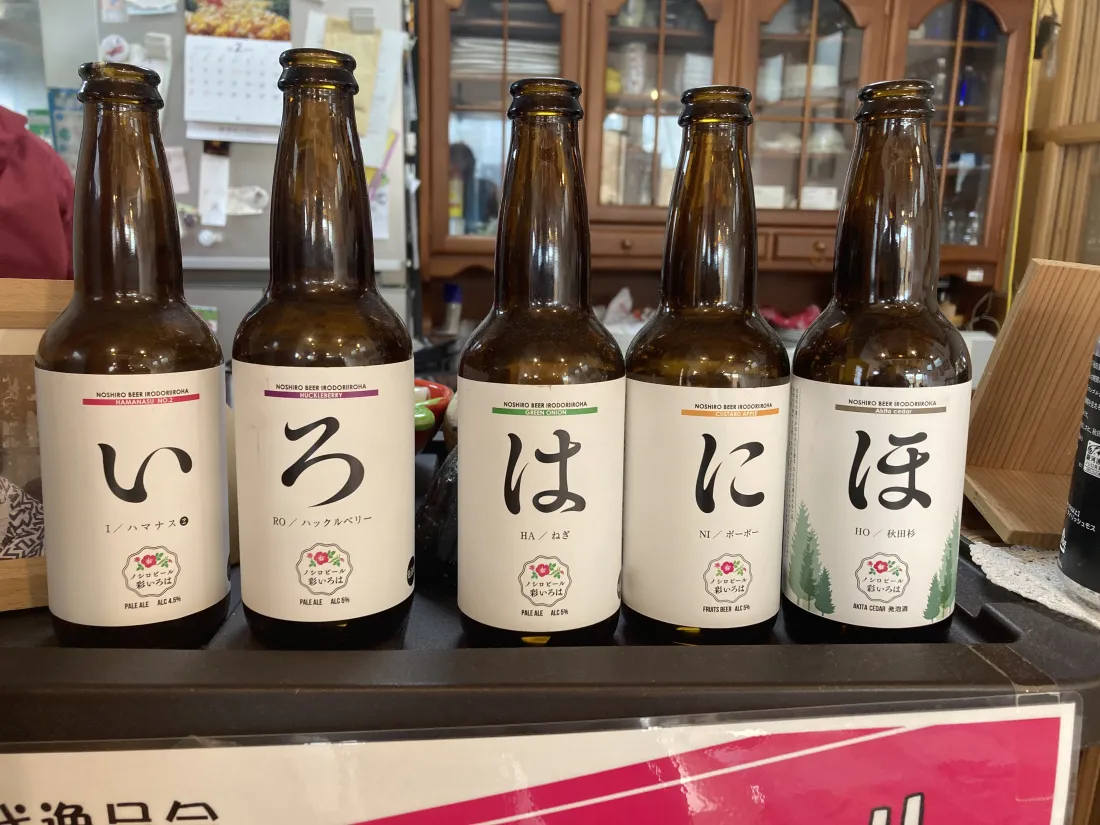 2
NOSHIRO BEER IRODORIIROHA
HAMANASU NO.2
い
I／ハマナス❷
ノシロビール
彩いろは
PALE ALE ALC 4.5%
NOSHIRO BEER IRODORIIROHA
HUCKLEBERRY
ろ
RO／ハックルベリー
ノシロビール
彩いろは
PALE ALE ALC 5%
NOSHIRO BEER IRODORIIROHA
GREEN ONION
は
HA／ねぎ
ノシロビール
彩いろは
PALE ALE ALC 5%
NOSHIRO BEER IRODORIIROHA
CUSTARD APPLE
に
NI／ポーポー
ノシロビール
彩いろは
FRUITS BEER ALC 5%
NOSHIRO BEER IRODORIIROHA
Akita cedar
ほ
HO／秋田杉
ノシロビール
彩いろは
AKITA CEDAR 発泡酒